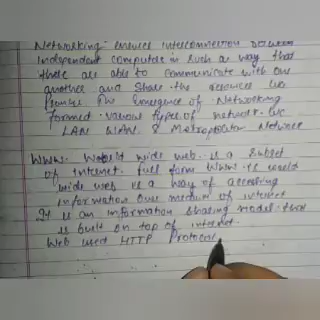 Networking ensures interconnection between
independent computer in such a way that
these are able to communicate with one
another and share the resources
The emergence of Networking
formed various types of network.
LAN WAN & Metropolitan Network
WWW. World wide web. is a subset
of internet. full form WWW is world
wide web is a way of accessing
information over medium of internet
It is an information sharing model. that
is built on top of internet.
Web used HTTP Protocol